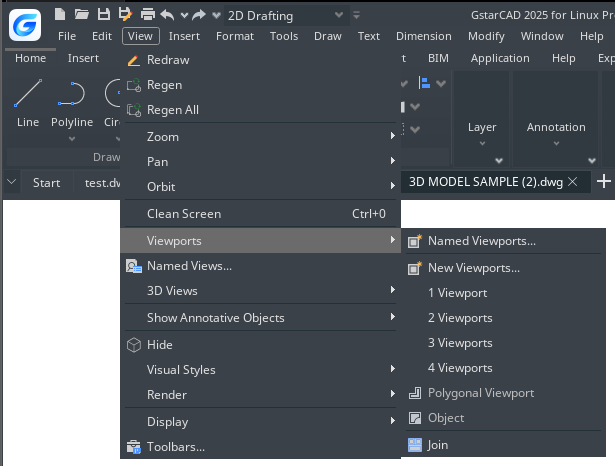 2D Drafting GstarCAD 2025 for Linux Pr
File Edit View Insert Format Tools Draw Text Dimension Modify Window Help
Home Insert BIM Application Help Exp
Redraw
Regen
Regen All
Line Polyline Circ Layer Annotation
Draw
Zoom
Pan
Orbit
Start test.dw 3D MODEL SAMPLE (2).dwg
Clean Screen Ctrl+0
Viewports
Named Views...
3D Views
Show Annotative Objects
Hide
Visual Styles
Render
Display
Toolbars...
Named Viewports...
New Viewports...
1 Viewport
2 Viewports
3 Viewports
4 Viewports
Polygonal Viewport
Object
Join